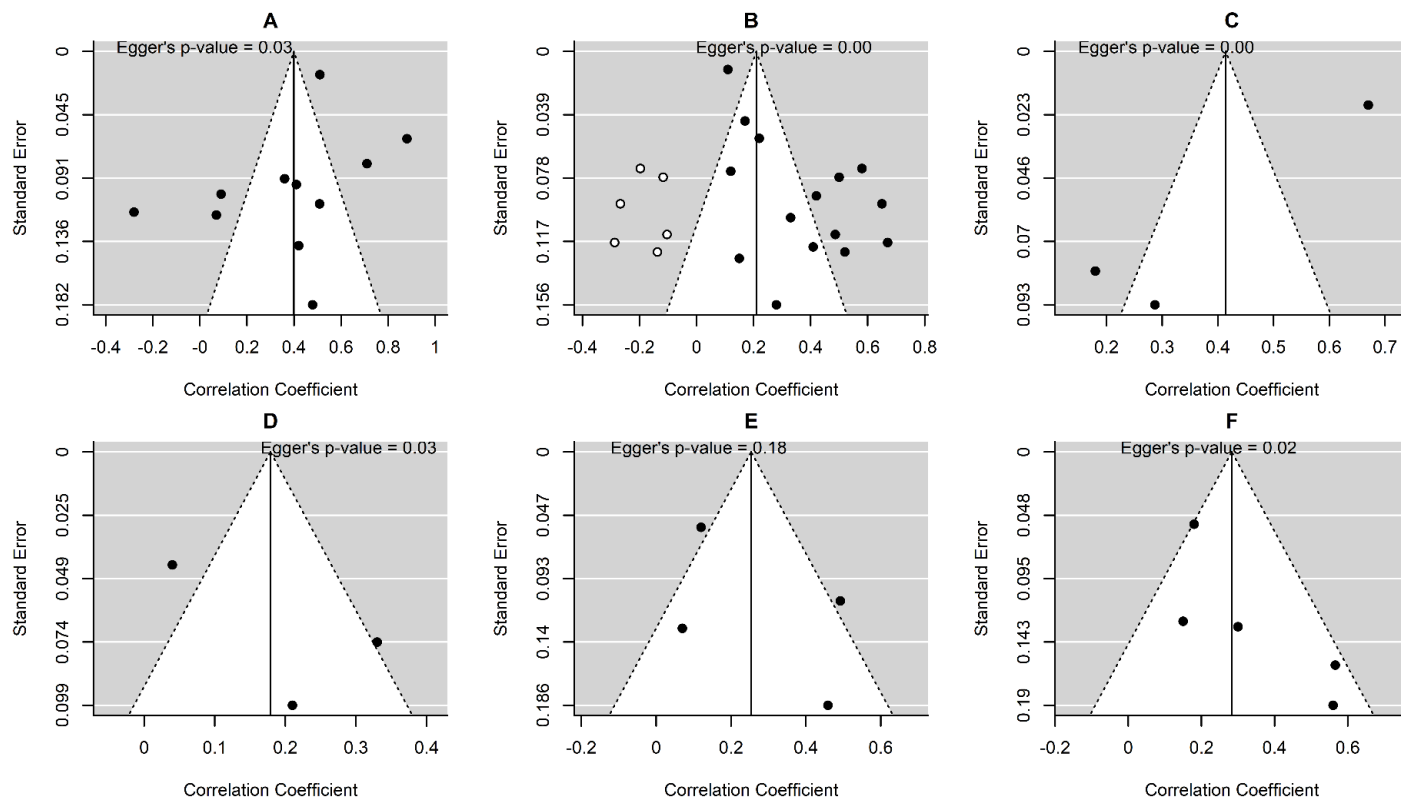 A
Egger's p-value = 0.03
Standard Error
0
0.045
0.091
0.136
0.182
-0.4 -0.2 -0 0.2 0.4 0.6 0.8 1
Correlation Coefficient
B
Egger's p-value = 0.00
Standard Error
0
0.039
0.078
0.117
0.156
-0.4 -0.2 0 0.2 0.4 0.6 0.8
Correlation Coefficient
C
Egger's p-value = 0.00
Standard Error
0
0.023
0.046
0.07
0.093
0.2 0.3 0.4 0.5 0.6 0.7
Correlation Coefficient
D
Egger's p-value = 0.03
Standard Error
0
0.025
0.049
0.074
0.099
0 0.1 0.2 0.3 0.4
Correlation Coefficient
E
Egger's p-value = 0.18
Standard Error
0
0.047
0.093
0.14
0.186
-0.2 0 0.2 0.4 0.6
Correlation Coefficient
F
Egger's p-value = 0.02
Standard Error
0
0.048
0.095
0.143
0.19
-0.2 0 0.2 0.4 0.6
Correlation Coefficient